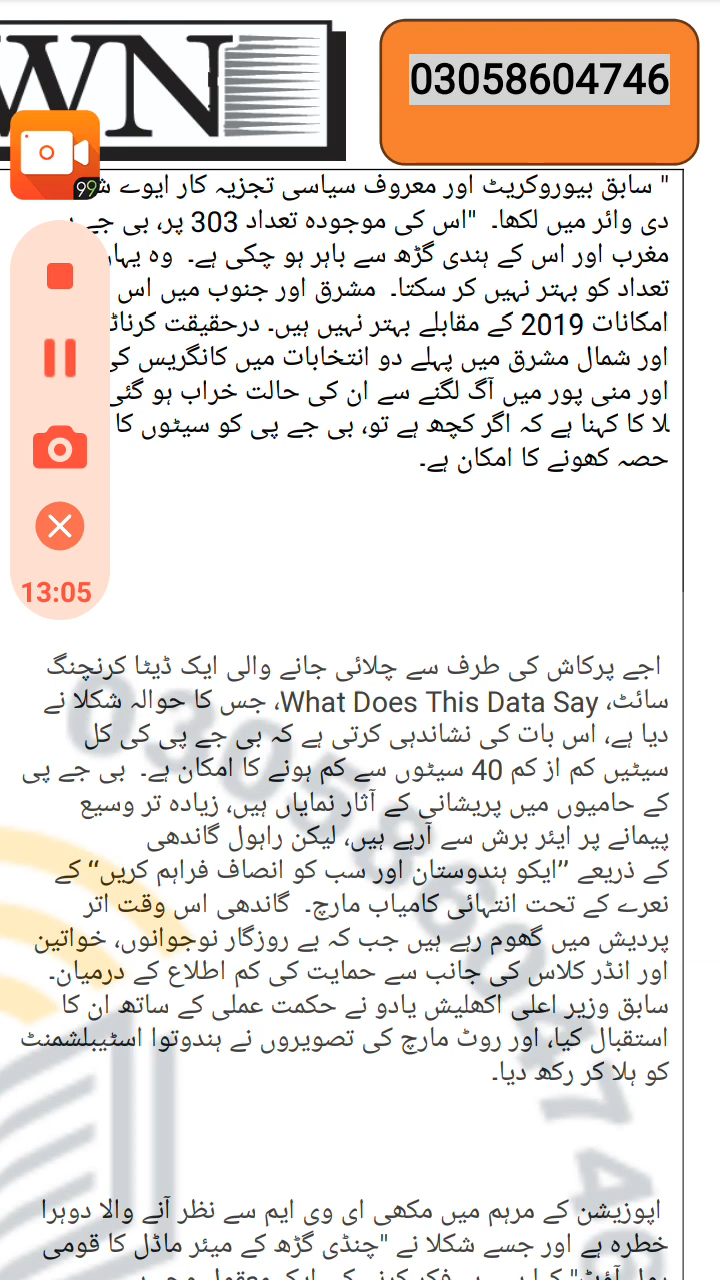 WN
03058604746
" سابق بیوروکریٹ اور معروف سیاسی تجزیہ کار ایوے
دی وائر میں لکھا۔ "اس کی موجودہ تعداد 303 پر، بی جے
مغرب اور اس کے ہندی گڑھ سے باہر ہو چکی ہے۔ وہ
تعداد کو بہتر نہیں کر سکتا۔ مشرق اور جنوب میں اس
امکانات 2019 کے مقابلے بہتر نہیں ہیں۔ درحقیقت
اور شمال مشرق میں پہلے دو انتخابات میں کانگریس
اور منی پور میں آگ لگنے سے ان کی حالت خراب ہو گئی
لا کا کہنا ہے کہ اگر کچھ ہے تو، بی جے پی کو سیٹوں کا
حصہ کھونے کا امکان ہے۔
99
13:05
اجے پرکاش کی طرف سے چلائی جانے والی ایک ڈیٹا کرنچنگ
سائٹ، What Does This Data Say، جس کا حوالہ شکلا نے
دیا ہے، اس بات کی نشاندہی کرتی ہے کہ بی جے پی کی کل
سیٹیں کم از کم 40 سیٹوں سے کم ہونے کا امکان ہے۔ بی جے پی
کے حامیوں میں پریشانی کے آثار نمایاں ہیں، زیادہ تر وسیع
پیمانے پر ایئر برش سے آرہے ہیں، لیکن راہول گاندھی
کے ذریعے ’’ایکو ہندوستان اور سب کو انصاف فراہم کریں‘‘ کے
نعرے کے تحت انتہائی کامیاب مارچ۔ گاندھی اس وقت اتر
پردیش میں گھوم رہے ہیں جب کہ بے روزگار نوجوانوں، خواتین
اور انڈر کلاس کی جانب سے حمایت کی کم اطلاع کے درمیان۔
سابق وزیر اعلی اکھلیش یادو نے حکمت عملی کے ساتھ ان کا
استقبال کیا، اور روٹ مارچ کی تصویروں نے ہندوتوا اسٹیبلشمنٹ
کو ہلا کر رکھ دیا۔
اپوزیشن کے مرہم میں مکھی ای وی ایم سے نظر آنے والا دوہرا
خطرہ ہے اور جسے شکلا نے "چنڈی گڑھ کے میئر ماڈل کا قومی